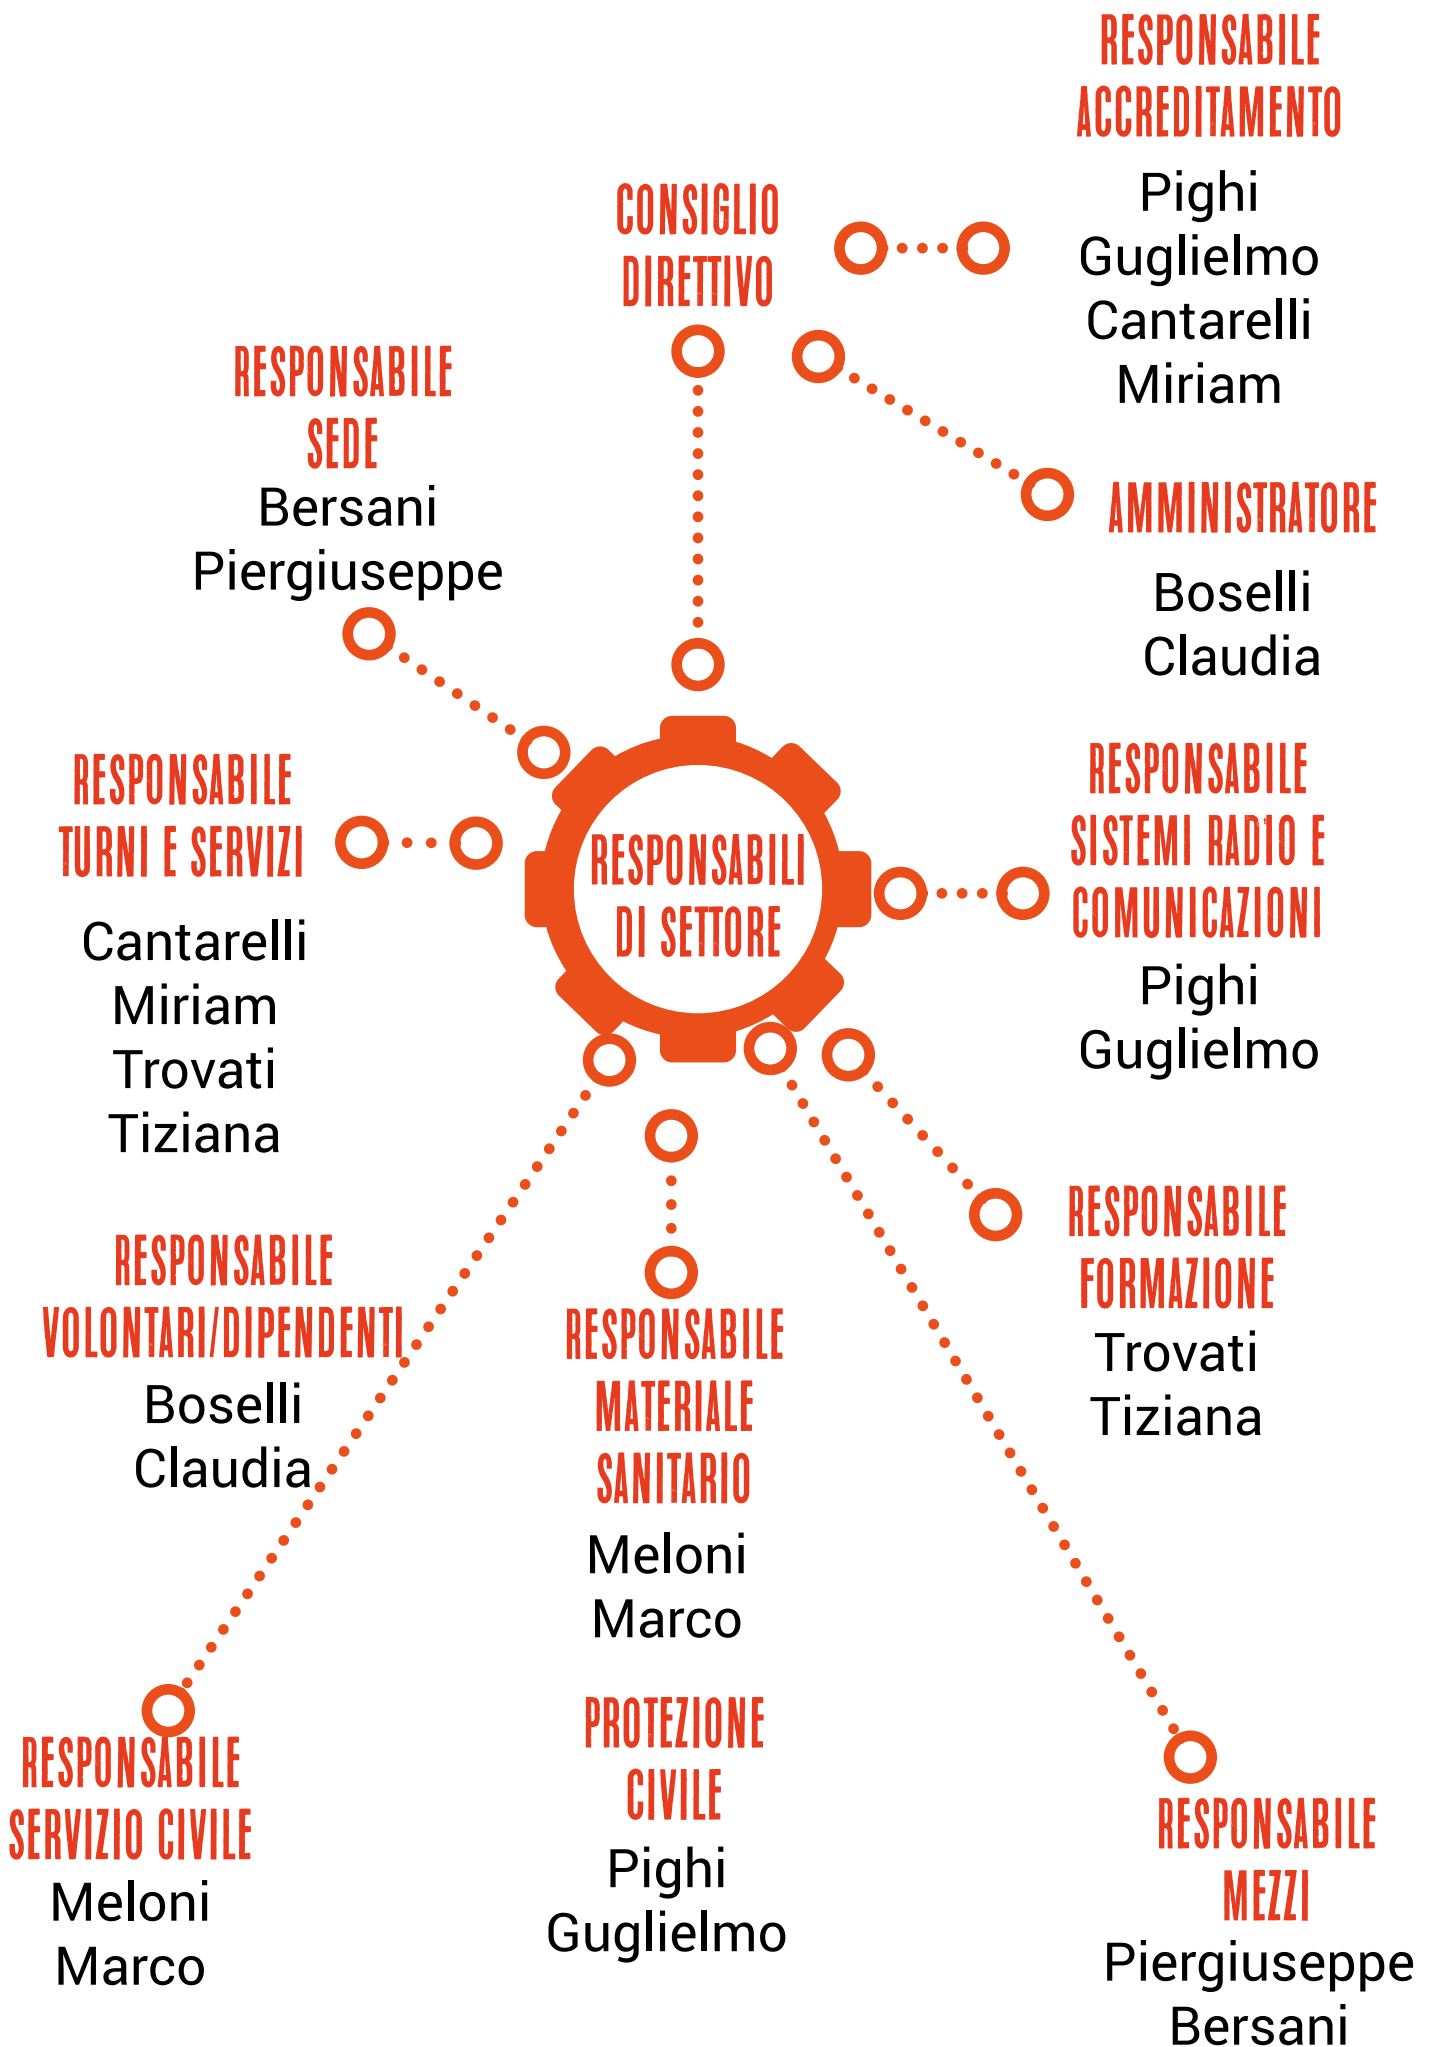 RESPONSABILE
ACCREDITAMENTO
Pighi
Guglielmo
Cantarelli
Miriam
CONSIGLIO
DIRETTIVO
RESPONSABILE
SEDE
Bersani
Piergiuseppe
AMMINISTRATORE
Boselli
Claudia
RESPONSABILE
TURNI E SERVIZI
Cantarelli
Miriam
Trovati
Tiziana
RESPONSABILI
DI SETTORE
RESPONSABILE
SISTEMI RADIO E
COMUNICAZIONI
Pighi
Guglielmo
RESPONSABILE
VOLONTARI/DIPENDENTI
Boselli
Claudia
RESPONSABILE
MATERIALE
SANITARIO
Meloni
Marco
RESPONSABILE
FORMAZIONE
Trovati
Tiziana
RESPONSABILE
SERVIZIO CIVILE
Meloni
Marco
PROTEZIONE
CIVILE
Pighi
Guglielmo
RESPONSABILE
MEZZI
Piergiuseppe
Bersani